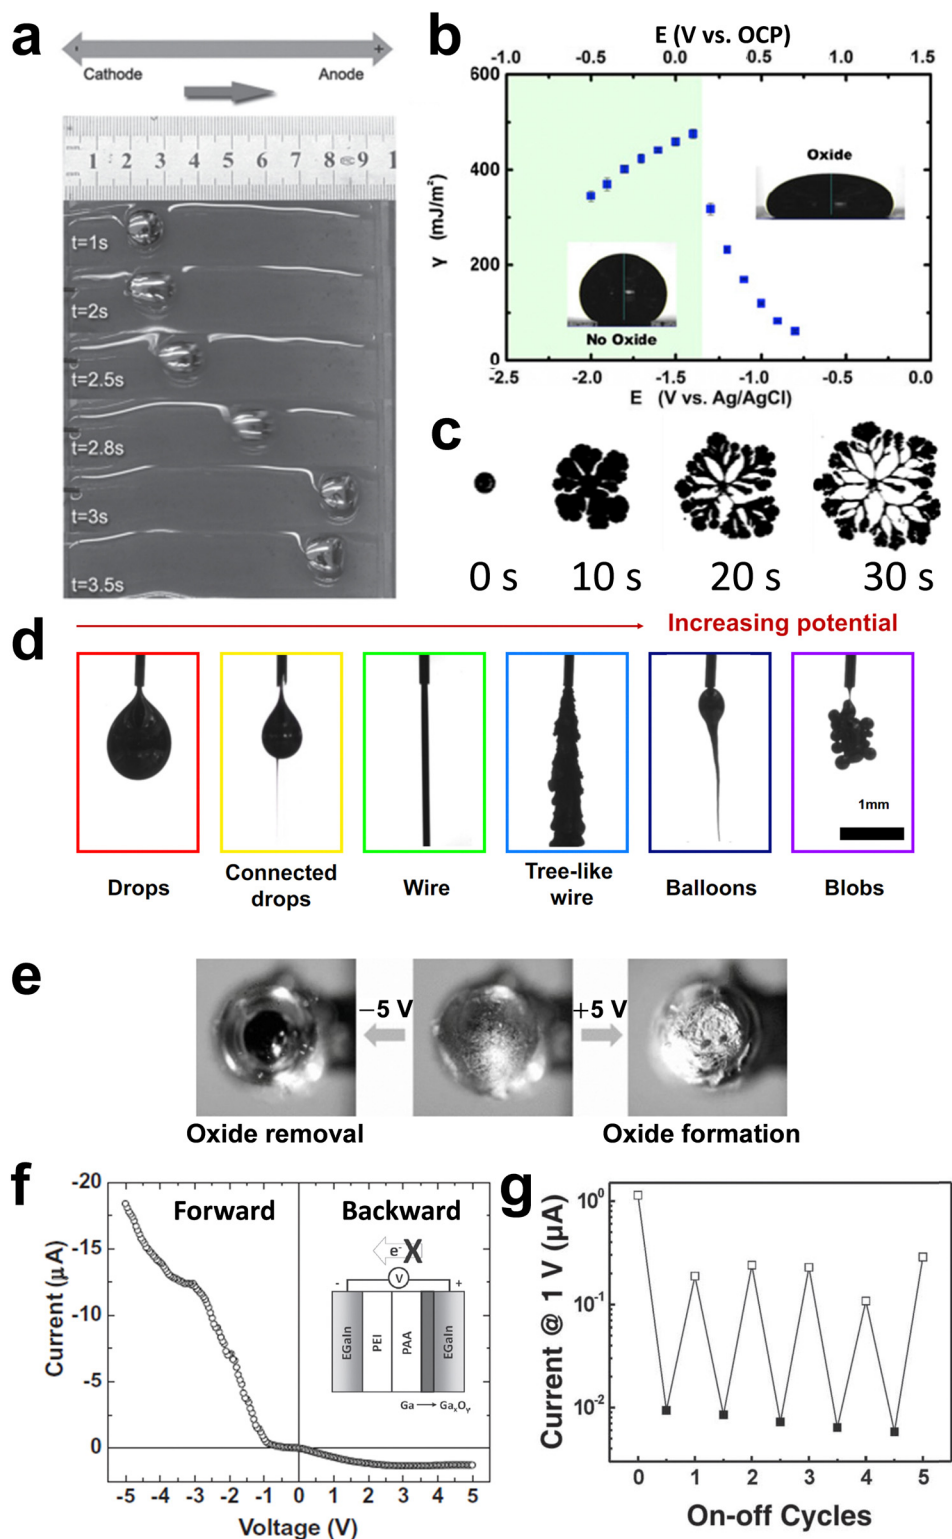 a
- +
Cathode Anode
1 2 3 4 5 6 7 8 9 1
t=1s
t=2s
t=2.5s
t=2.8s
t=3s
t=3.5s
b
E (V vs. OCP)
-1.0 -0.5 0.0 0.5 1.0 1.5
600
400
200
0
γ (mJ/m²)
Oxide
No Oxide
-2.5 -2.0 -1.5 -1.0 -0.5 0.0
E (V vs. Ag/AgCl)
c
0 s 10 s 20 s 30 s
d
Increasing potential
1mm
Drops
Connected
drops
Wire
Tree-like
wire
Balloons
Blobs
e
−5 V
+5 V
Oxide removal
Oxide formation
f
-20
-15
-10
-5
0
Current (μA)
Forward Backward
e⁻ X
- V +
EGaIn PEI PAA EGaIn
Ga → GaₓOᵧ
-5 -4 -3 -2 -1 0 1 2 3 4 5
Voltage (V)
g
10⁰
10⁻¹
10⁻²
Current @ 1 V (μA)
0 1 2 3 4 5
On-off Cycles